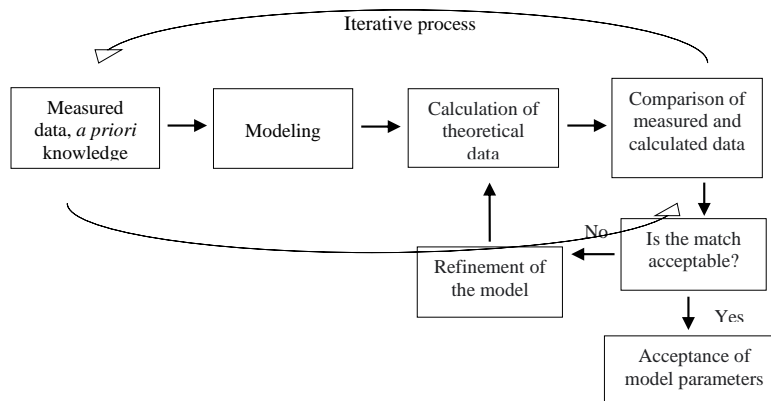 Iterative process
Measured
data, a priori
knowledge
Modeling
Calculation of
theoretical
data
Comparison of
measured and
calculated data
No
Is the match
acceptable?
Refinement of
the model
Yes
Acceptance of
model parameters